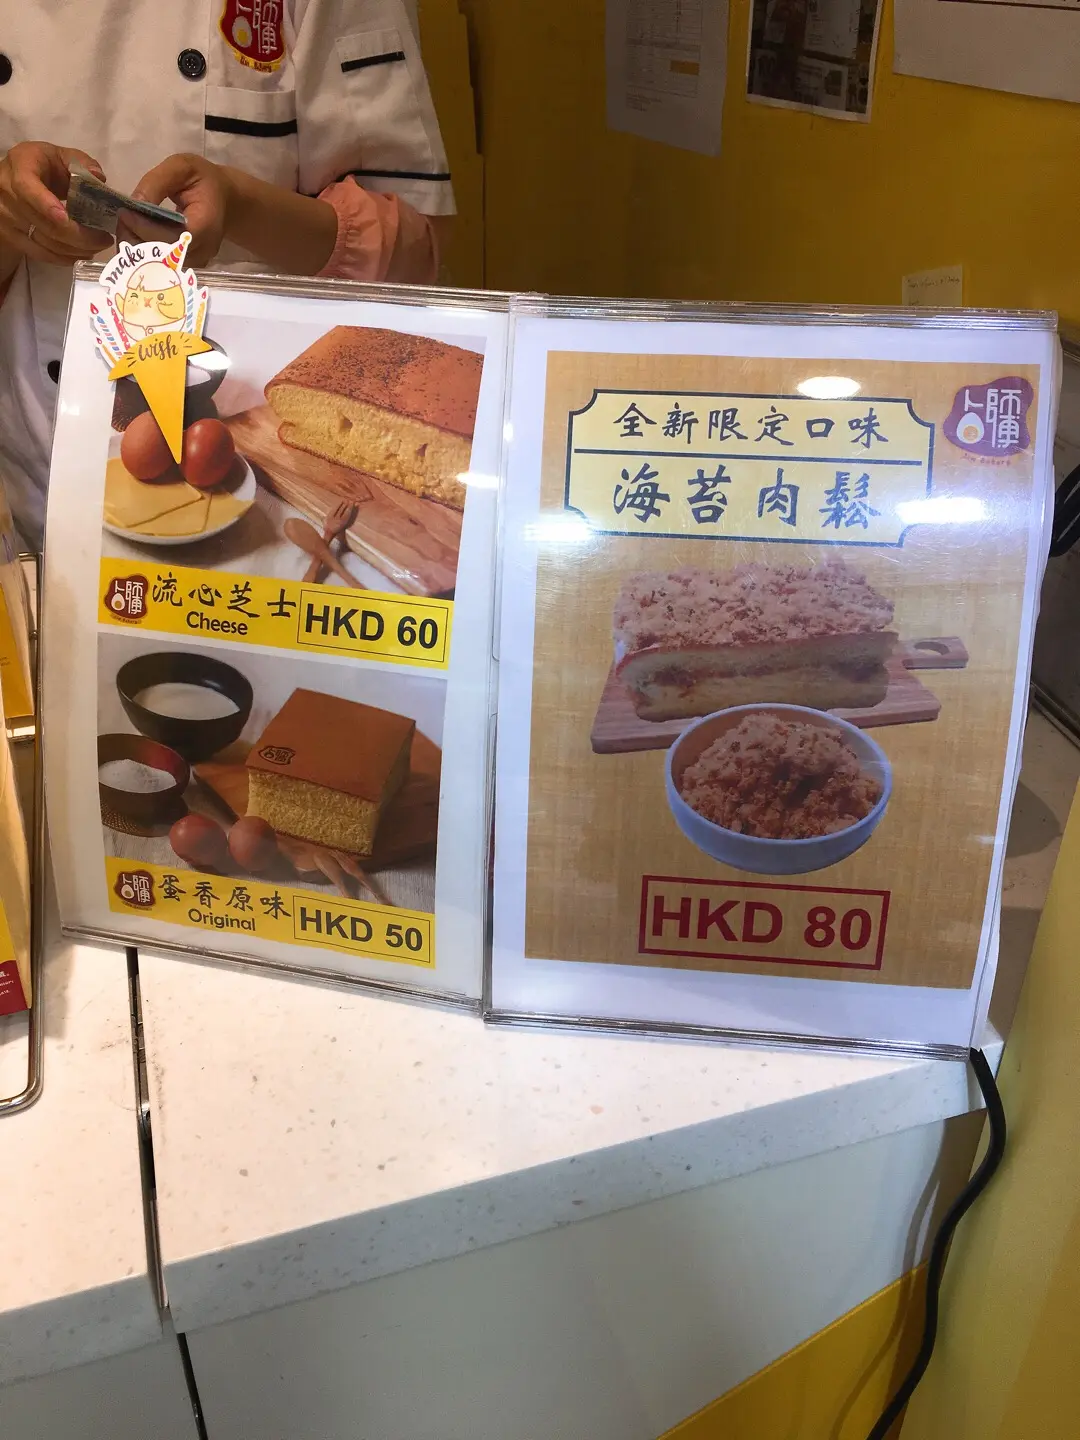 make a
wish
流心芝士
Cheese
HKD 60
蛋香原味
Original
HKD 50
全新限定口味
海苔肉鬆
HKD 80